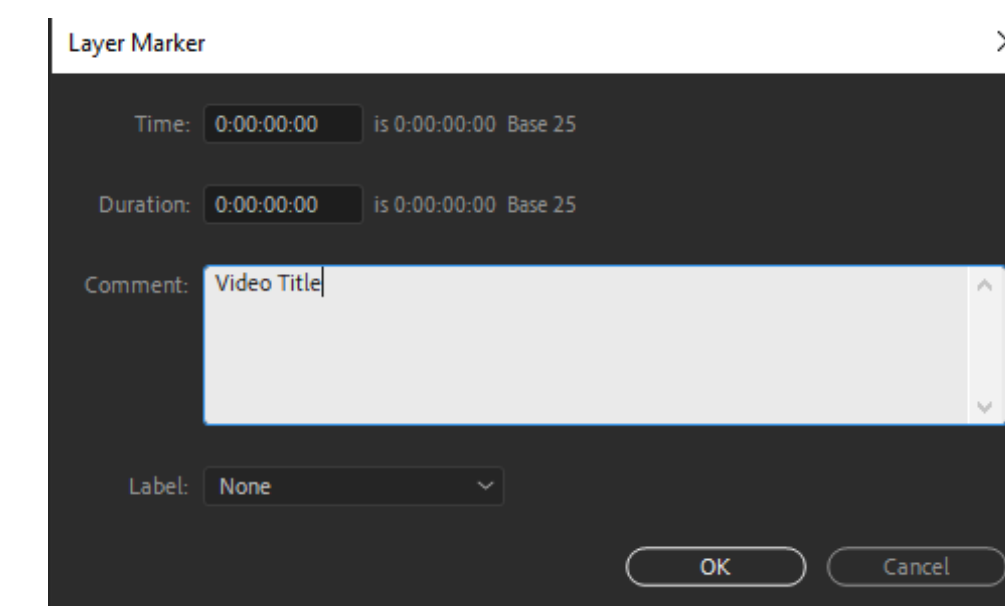 Layer Marker
Time: 0:00:00:00 is 0:00:00:00 Base 25
Duration: 0:00:00:00 is 0:00:00:00 Base 25
Comment: Video Title
Label: None
OK Cancel